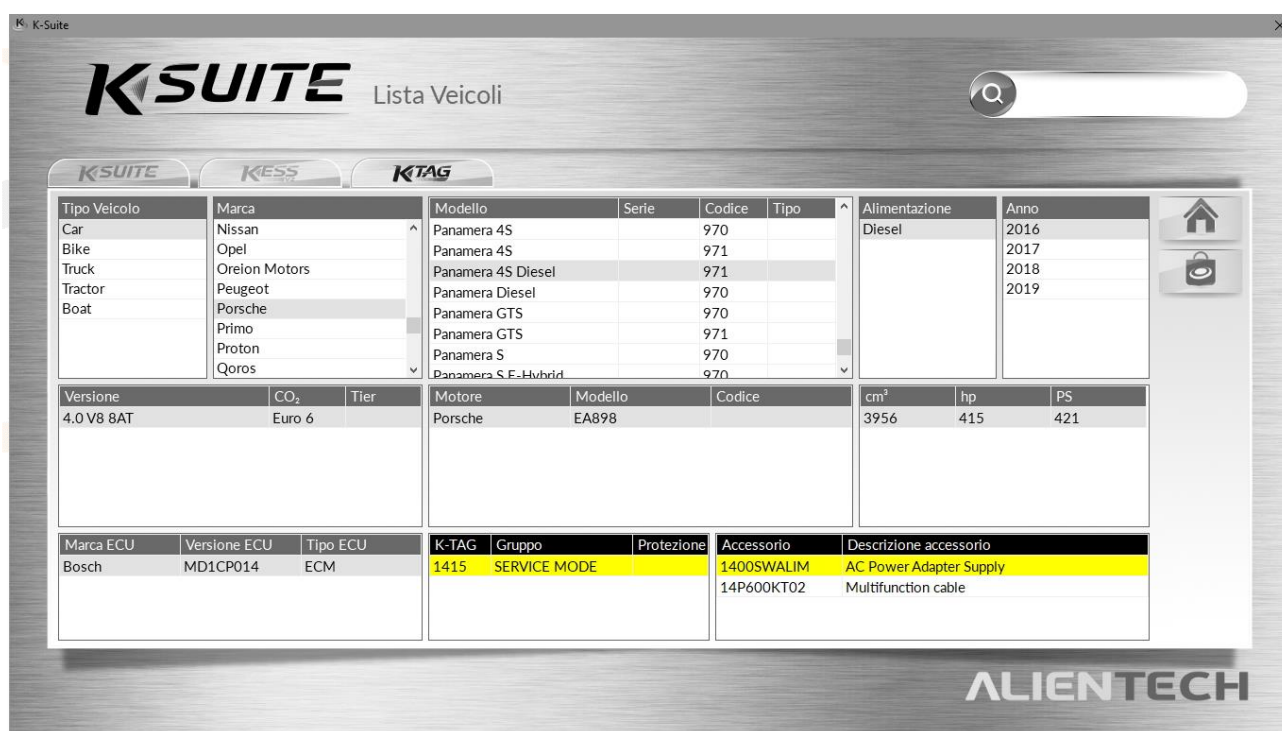 K-Suite
KSUITE Lista Veicoli
KSUITE KESS V2 KTAG
Tipo Veicolo Marca Modello Serie Codice Tipo Alimentazione Anno
Car Nissan Panamera 4S 970 Diesel 2016
Bike Opel Panamera 4S 971 2017
Truck Oreion Motors Panamera 4S Diesel 971 2018
Tractor Peugeot Panamera Diesel 970 2019
Boat Porsche Panamera GTS 970
Primo Panamera GTS 971
Proton Panamera S 970
Qoros Panamera S E-Hybrid 970
Versione CO₂ Tier Motore Modello Codice cm³ hp PS
4.0 V8 8AT Euro 6 Porsche EA898 3956 415 421
Marca ECU Versione ECU Tipo ECU K-TAG Gruppo Protezione Accessorio Descrizione accessorio
Bosch MD1CP014 ECM 1415 SERVICE MODE 1400SWALIM AC Power Adapter Supply
14P600KT02 Multifunction cable
ALIENTECH